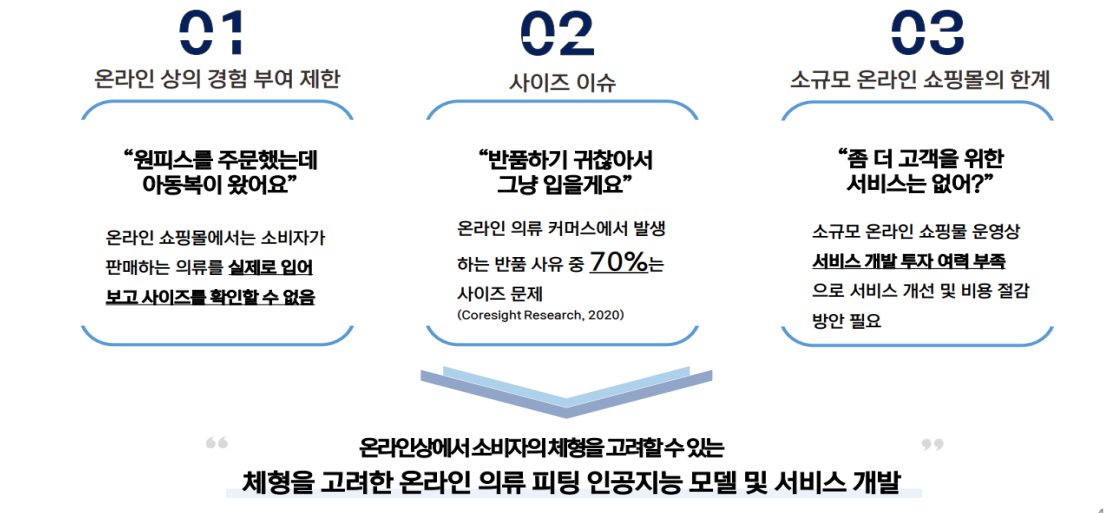 01
온라인 상의 경험 부여 제한
“원피스를 주문했는데
아동복이 왔어요”
온라인 쇼핑몰에서는 소비자가
판매하는 의류를 실제로 입어
보고 사이즈를 확인할 수 없음
02
사이즈 이슈
“반품하기 귀찮아서
그냥 입을게요”
온라인 의류 커머스에서 발생
하는 반품 사유 중 70%는
사이즈 문제
(Coresight Research, 2020)
03
소규모 온라인 쇼핑몰의 한계
“좀 더 고객을 위한
서비스는 없어?”
소규모 온라인 쇼핑물 운영상
서비스 개발 투자 여력 부족
으로 서비스 개선 및 비용 절감
방안 필요
“ 온라인상에서 소비자의 체형을 고려할 수 있는 ”
체형을 고려한 온라인 의류 피팅 인공지능 모델 및 서비스 개발